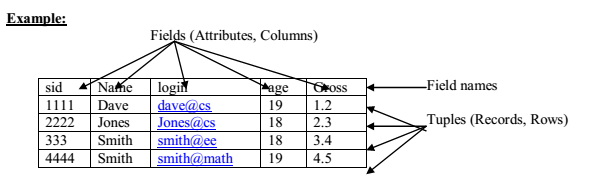 Example:
Fields (Attributes, Columns)
sid Name login age Gross
Field names
1111 Dave dave@cs 19 1.2
2222 Jones Jones@cs 18 2.3
Tuples (Records, Rows)
333 Smith smith@ee 18 3.4
4444 Smith smith@math 19 4.5